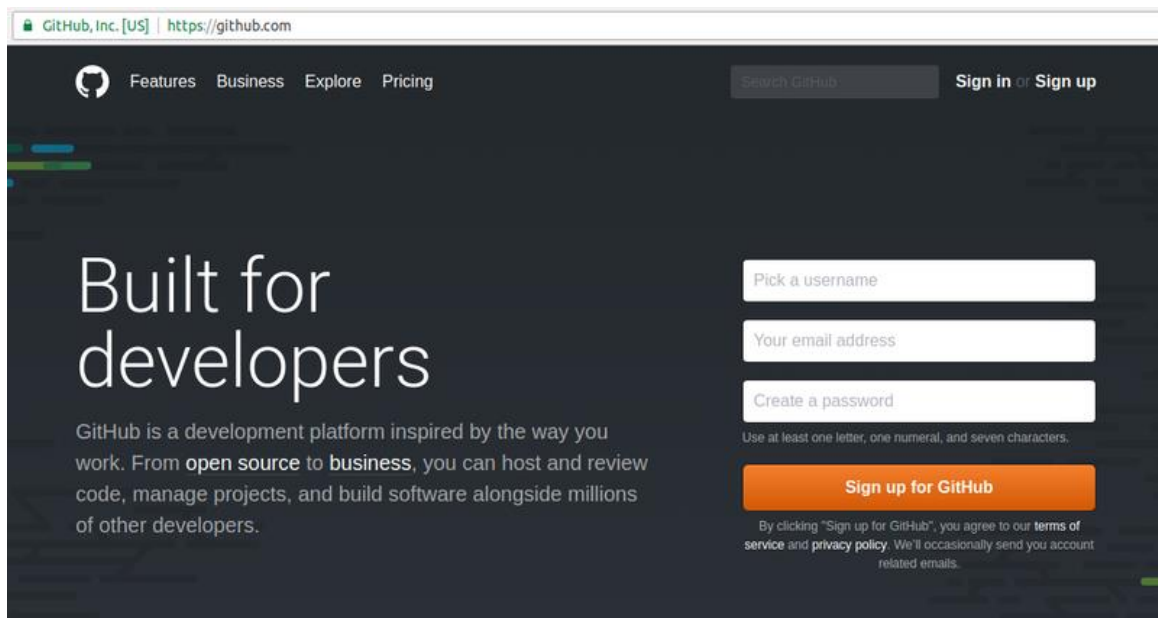 GitHub, Inc. [US] | https://github.com
Features Business Explore Pricing
Search GitHub
Sign in or Sign up
Built for
developers
GitHub is a development platform inspired by the way you
work. From open source to business, you can host and review
code, manage projects, and build software alongside millions
of other developers.
Pick a username
Your email address
Create a password
Use at least one letter, one numeral, and seven characters.
Sign up for GitHub
By clicking "Sign up for GitHub", you agree to our terms of
service and privacy policy. We'll occasionally send you account
related emails.